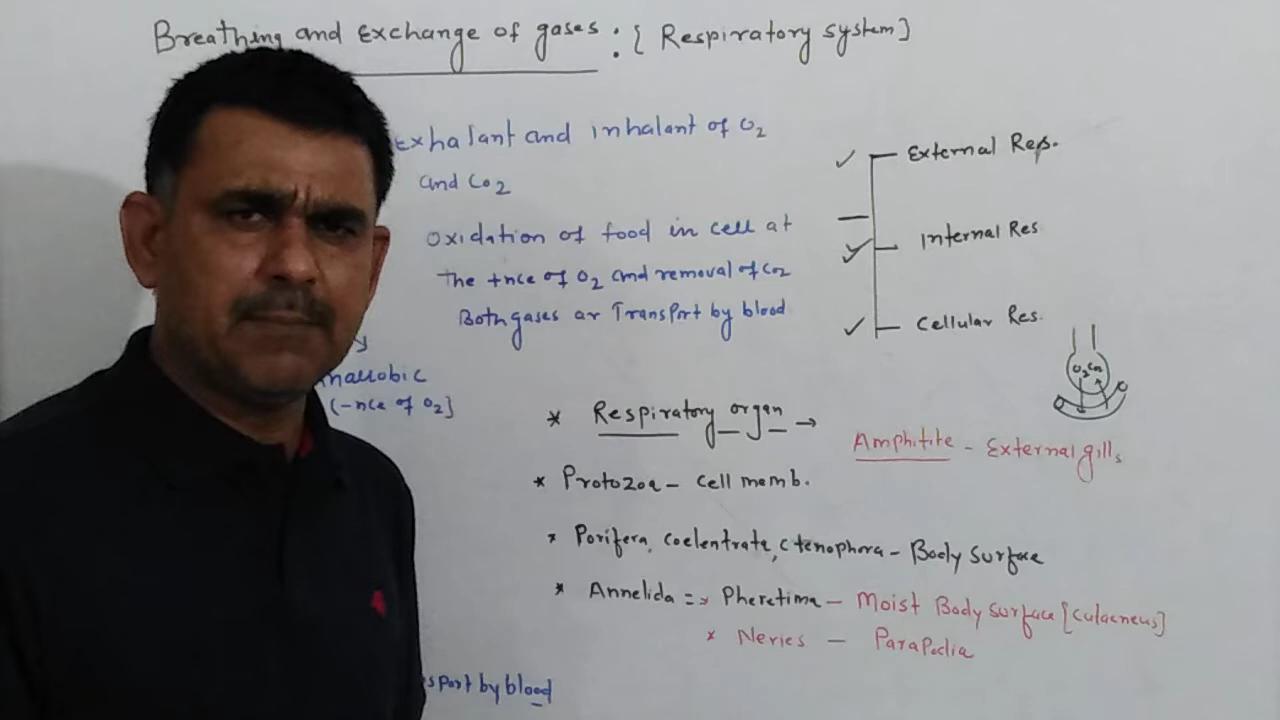 Breathing and Exchange of gases : [ Respiratory system ]
Exhalant and inhalant of O2
and CO2
Oxidation of food in cell at
The +nce of O2 and removal of CO2
Both gases ar Transport by blood
External Res.
Internal Res
Cellular Res.
O2 CO2
(-nce of O2]
* Respiratory organ →
Amphitite - External gills
* Protozoa - Cell memb.
* Porifera, Coelentrate, Ctenophora - Body surface
* Annelida => Pheretima - Moist Body surface [Cutaeneus]
* Neries - Parapodia
by blood